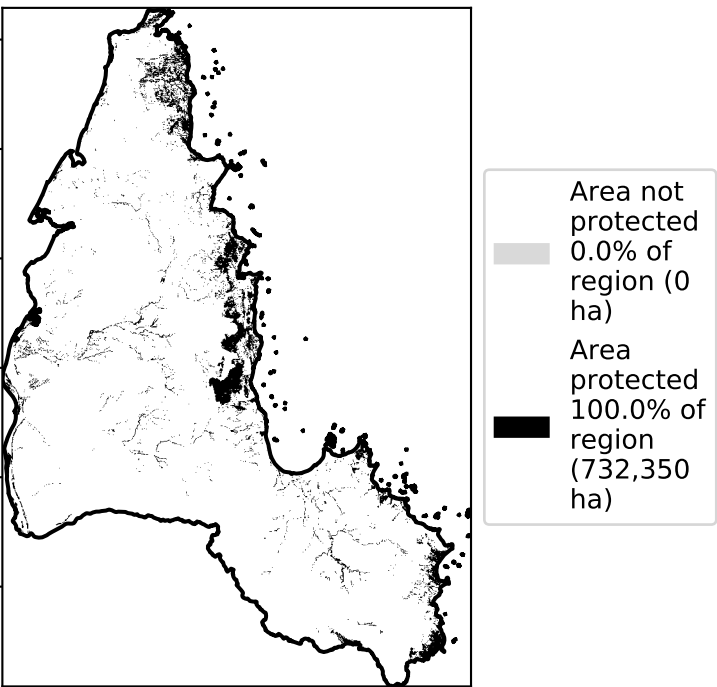 Area not
protected
0.0% of
region (0
ha)
Area
protected
100.0% of
region
(732,350
ha)